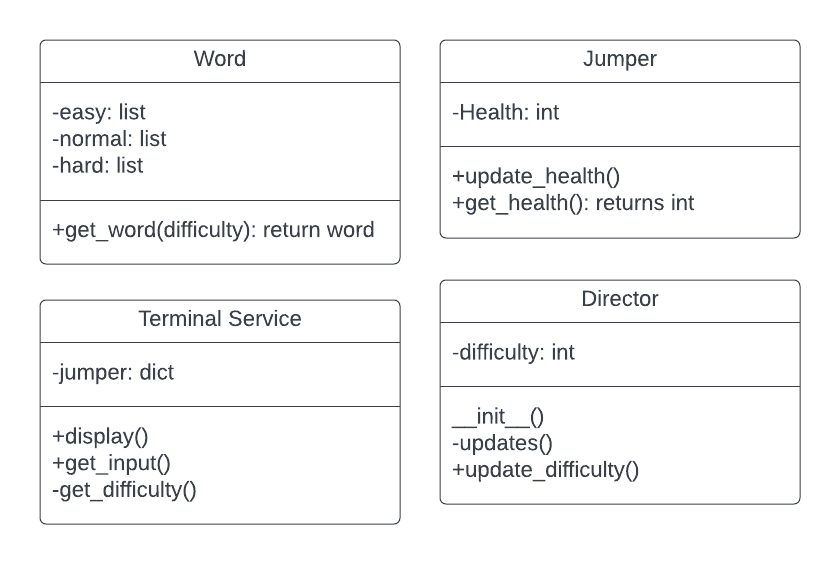 Word
-easy: list
-normal: list
-hard: list
+get_word(difficulty): return word
Jumper
-Health: int
+update_health()
+get_health(): returns int
Terminal Service
-jumper: dict
+display()
+get_input()
-get_difficulty()
Director
-difficulty: int
__init__()
-updates()
+update_difficulty()